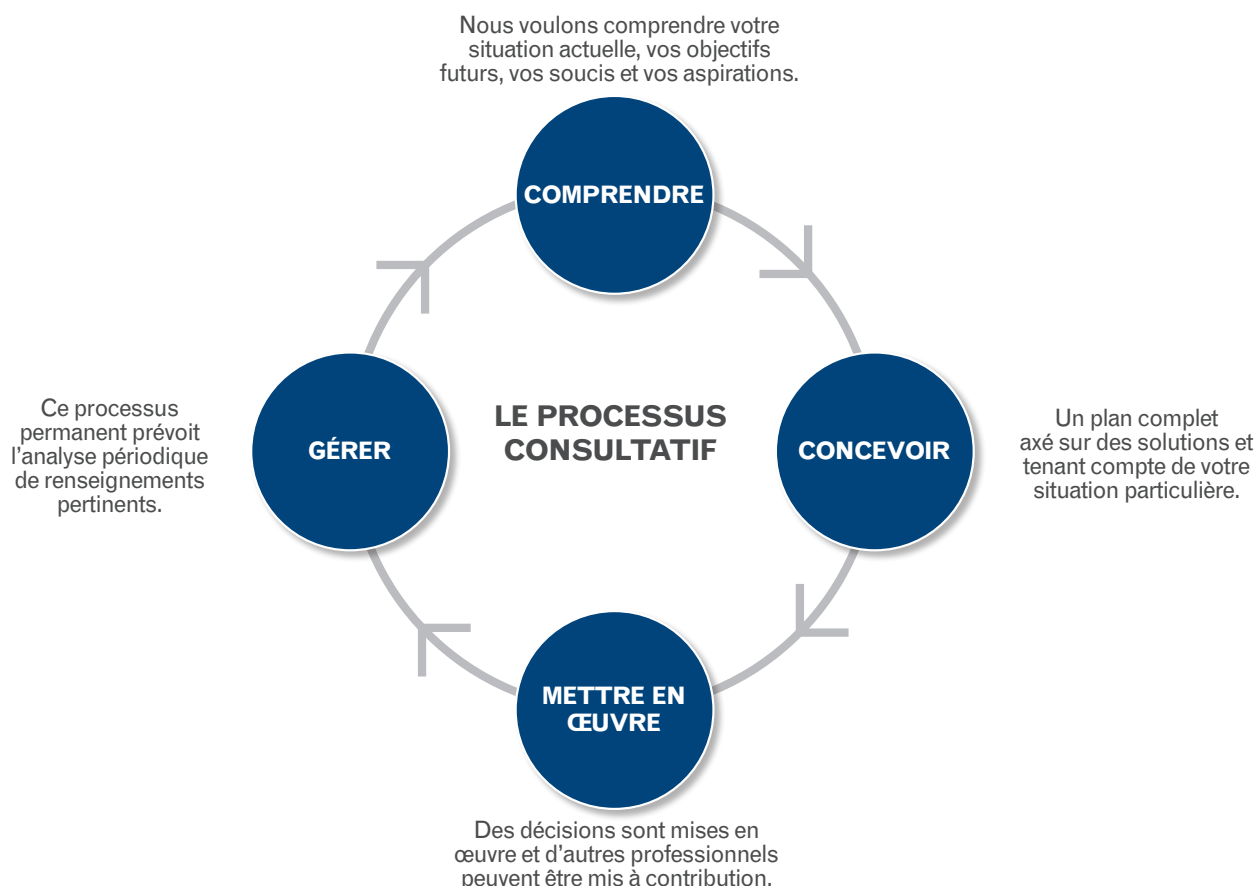 Nous voulons comprendre votre
situation actuelle, vos objectifs
futurs, vos soucis et vos aspirations.
COMPRENDRE
Ce processus
permanent prévoit
l'analyse périodique
de renseignements
pertinents.
GÉRER
LE PROCESSUS
CONSULTATIF
CONCEVOIR
Un plan complet
axé sur des solutions et
tenant compte de votre
situation particulière.
METTRE EN
ŒUVRE
Des décisions sont mises en
œuvre et d'autres professionnels
peuvent être mis à contribution.